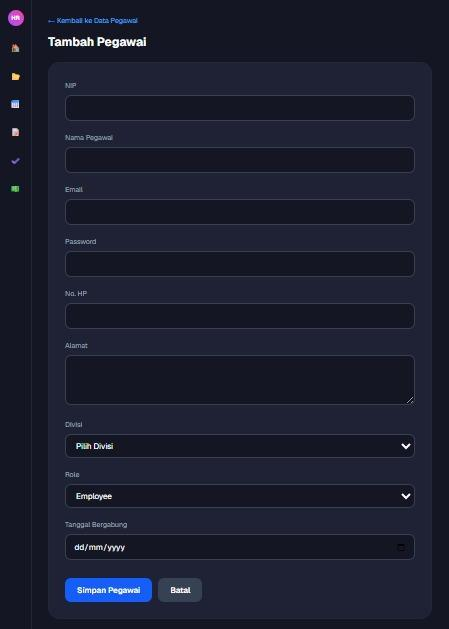 HR
← Kembali ke Data Pegawai
Tambah Pegawai
NIP
Nama Pegawai
Email
Password
No. HP
Alamat
Divisi
Pilih Divisi
Role
Employee
Tanggal Bergabung
dd/mm/yyyy
Simpan Pegawai
Batal